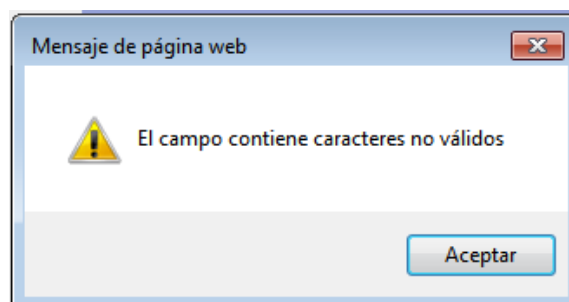 Mensaje de página web
El campo contiene caracteres no válidos
Aceptar